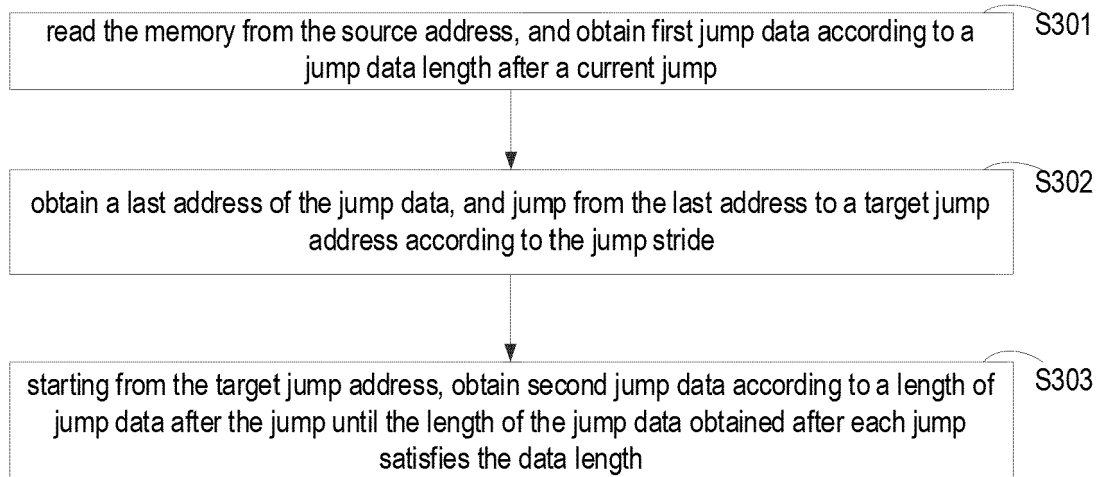 read the memory from the source address, and obtain first jump data according to a
jump data length after a current jump
S301
obtain a last address of the jump data, and jump from the last address to a target jump
address according to the jump stride
S302
starting from the target jump address, obtain second jump data according to a length of
jump data after the jump until the length of the jump data obtained after each jump
satisfies the data length
S303